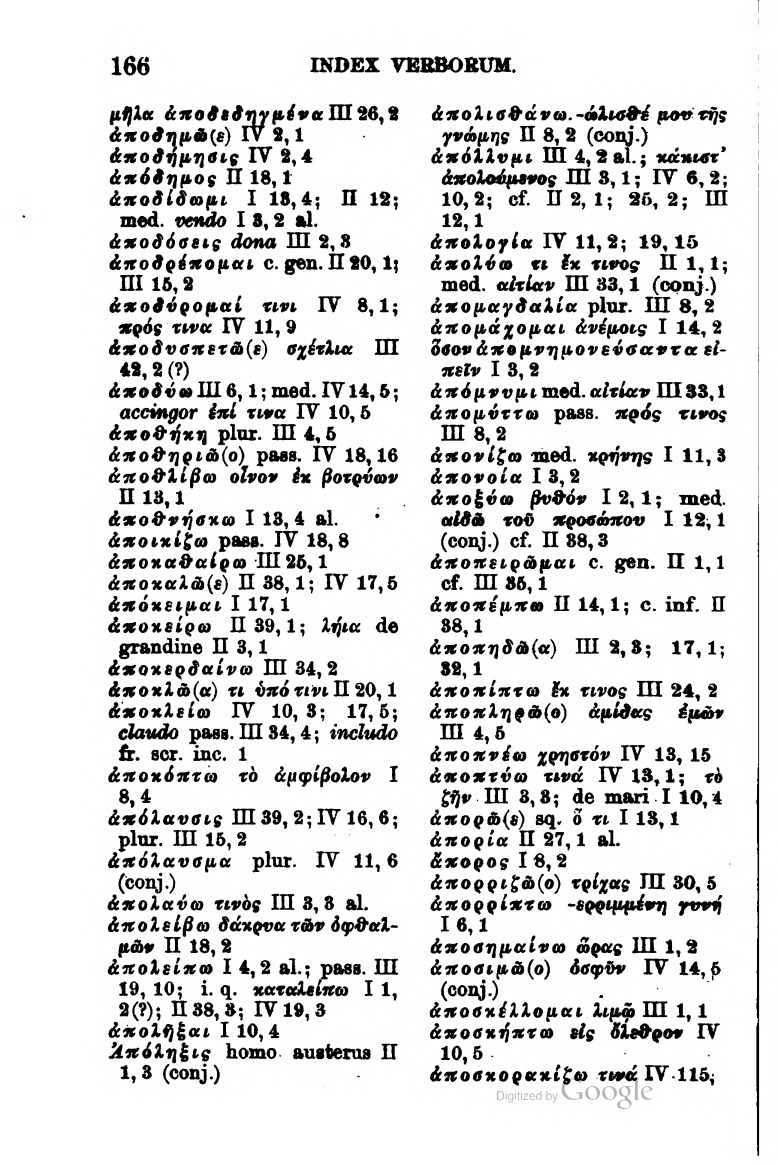 166 INDEX VERBORUM.
μῆλα ἀποδεδηγμένα III 26, 2
ἀποδημῶ(ε) IV 2, 1
ἀποδήμησις IV 2, 4
ἀπόδημος II 18, 1
ἀποδίδωμι I 13, 4; II 12;
med. vendo I 3, 2 al.
ἀποδόσεις dona III 2, 3
ἀποδρέπομαι c. gen. II 20, 1;
III 15, 2
ἀποδύρομαί τινι IV 8, 1;
πρός τινα IV 11, 9
ἀποδυσπετῶ(ε) σχέτλια III
42, 2 (?)
ἀποδύω III 6, 1; med. IV 14, 5;
accingor ἐπί τινα IV 10, 5
ἀποθήκη plur. III 4, 5
ἀποθηριῶ(ο) pass. IV 18, 16
ἀποθλίβω οἶνον ἐκ βοτρύων
II 13, 1
ἀποθνήσκω I 13, 4 al.
ἀποικίζω pass. IV 18, 8
ἀποκαθαίρω III 25, 1
ἀποκαλῶ(ε) II 38, 1; IV 17, 5
ἀπόκειμαι I 17, 1
ἀποκείρω II 39, 1; λήια de
grandine II 3, 1
ἀποκερδαίνω III 34, 2
ἀποκλῶ(α) τι ὑπό τινι II 20, 1
ἀποκλείω IV 10, 3; 17, 5;
claudo pass. III 34, 4; includo
fr. scr. inc. 1
ἀποκόπτω τὸ ἀμφίβολον I
8, 4
ἀπόλαυσις III 39, 2; IV 16, 6;
plur. III 15, 2
ἀπόλαυσμα plur. IV 11, 6
(conj.)
ἀπολαύω τινὸς III 3, 3 al.
ἀπολείβω δάκρυα τῶν ὀφθαλ-
μῶν II 18, 2
ἀπολείπω I 4, 2 al.; pass. III
19, 10; i. q. καταλείπω I 1,
2(?); II 38, 3; IV 19, 3
ἀπολῆξαι I 10, 4
Ἀπόληξις homo austerus II
1, 3 (conj.)
ἀπολισθάνω. -ώλισθέ μου τῆς
γνώμης II 8, 2 (conj.)
ἀπόλλυμι III 4, 2 al.; κάκιστ'
ἀπολούμενος III 3, 1; IV 6, 2;
10, 2; cf. II 2, 1; 25, 2; III
12, 1
ἀπολογία IV 11, 2; 19, 15
ἀπολύω τι ἔκ τινος II 1, 1;
med. αἰτίαν III 33, 1 (conj.)
ἀπομαγδαλία plur. III 8, 2
ἀπομάχομαι ἀνέμοις I 14, 2
ὅσον ἀπομνημονεύσαντα εἰ-
πεῖν I 3, 2
ἀπόμνυμι med. αἰτίαν III 33, 1
ἀπομύττω pass. πρός τινος
III 8, 2
ἀπονίζω med. κρήνης I 11, 3
ἀπονοία I 3, 2
ἀποξύω βυθόν I 2, 1; med.
αἰδῶ τοῦ προσώπου I 12, 1
(conj.) cf. II 38, 3
ἀποπειρῶμαι c. gen. II 1, 1
cf. III 35, 1
ἀποπέμπω II 14, 1; c. inf. II
38, 1
ἀποπηδῶ(α) III 2, 3; 17, 1;
32, 1
ἀποπίπτω ἔκ τινος III 24, 2
ἀποπληρῶ(ο) ἀμίδας ἐμῶν
III 4, 5
ἀποπνέω χρηστόν IV 13, 15
ἀποπτύω τινά IV 13, 1; τὸ
ζῆν III 3, 3; de mari I 10, 4
ἀπορῶ(ε) sq. ὅ τι I 13, 1
ἀπορία II 27, 1 al.
ἄπορος I 8, 2
ἀπορριζῶ(ο) τρίχας III 30, 5
ἀπορρίπτω -ερριμμένη γυνή
I 6, 1
ἀποσημαίνω ὥρας III 1, 2
ἀποσιμῶ(ο) ὀσφῦν IV 14, 5
(conj.)
ἀποσκέλλομαι λιμῷ III 1, 1
ἀποσκήπτω εἰς ὄλεθρον IV
10, 5
ἀποσκορακίζω τινά IV 115;
Digitized by Google